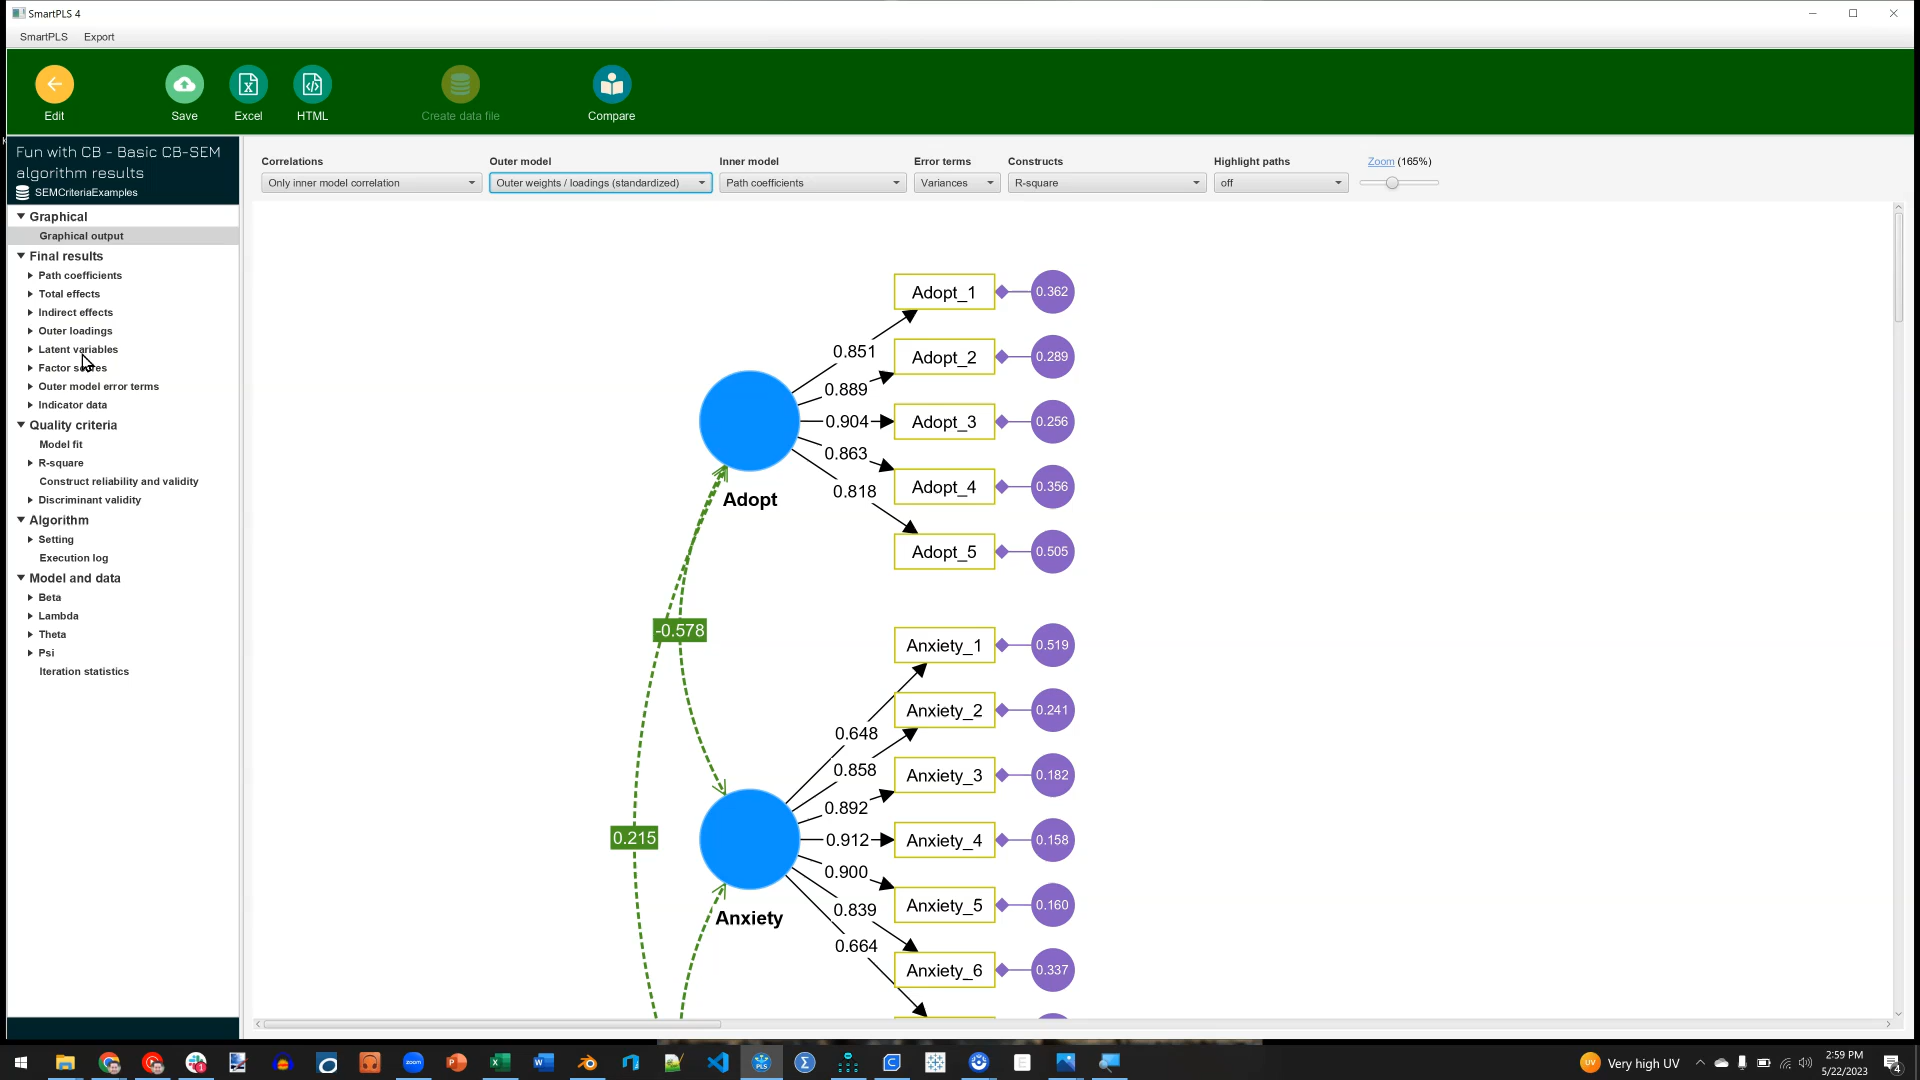 SmartPLS 4
SmartPLS Export
Edit Save Excel HTML Create data file Compare
Fun with CB - Basic CB-SEM
algorithm results
SEMCriteriaExamples
Graphical
Graphical output
Final results
Path coefficients
Total effects
Indirect effects
Outer loadings
Latent variables
Outer model error terms
Indicator data
Quality criteria
Model fit
R-square
Construct reliability and validity
Discriminant validity
Algorithm
Setting
Execution log
Model and data
Beta
Lambda
Theta
Psi
Iteration statistics
Correlations Outer model Inner model Error terms Constructs Highlight paths Zoom (165%)
Only inner model correlation Outer weights / loadings (standardized) Path coefficients Variances R-square off
Adopt_1 0.362
0.851
Adopt_2 0.289
0.889
0.904 Adopt_3 0.256
0.863
Adopt_4 0.356
0.818
Adopt
Adopt_5 0.505
-0.578
Anxiety_1 0.519
Anxiety_2 0.241
0.648
0.858 Anxiety_3 0.182
0.892
0.215 0.912 Anxiety_4 0.158
0.900
Anxiety_5 0.160
0.839
Anxiety
0.664
Anxiety_6 0.337
zoom
PLS
UV Very high UV
2:59 PM
5/22/2023
4